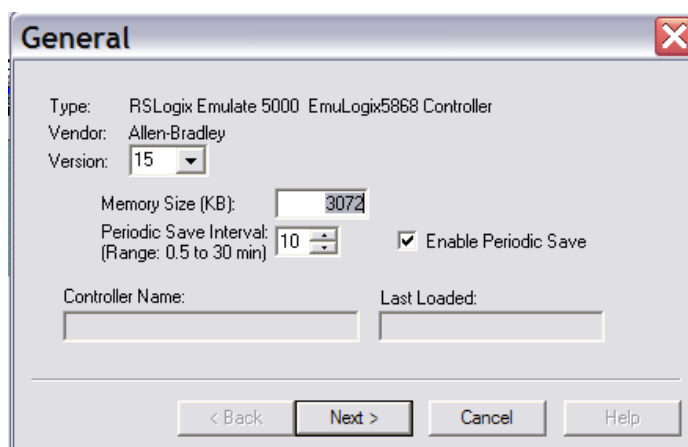 General
Type: RSLogix Emulate 5000 EmuLogix5868 Controller
Vendor: Allen-Bradley
Version: 15
Memory Size (KB): 3072
Periodic Save Interval:
(Range: 0.5 to 30 min) 10 Enable Periodic Save
Controller Name: Last Loaded:
< Back Next > Cancel Help